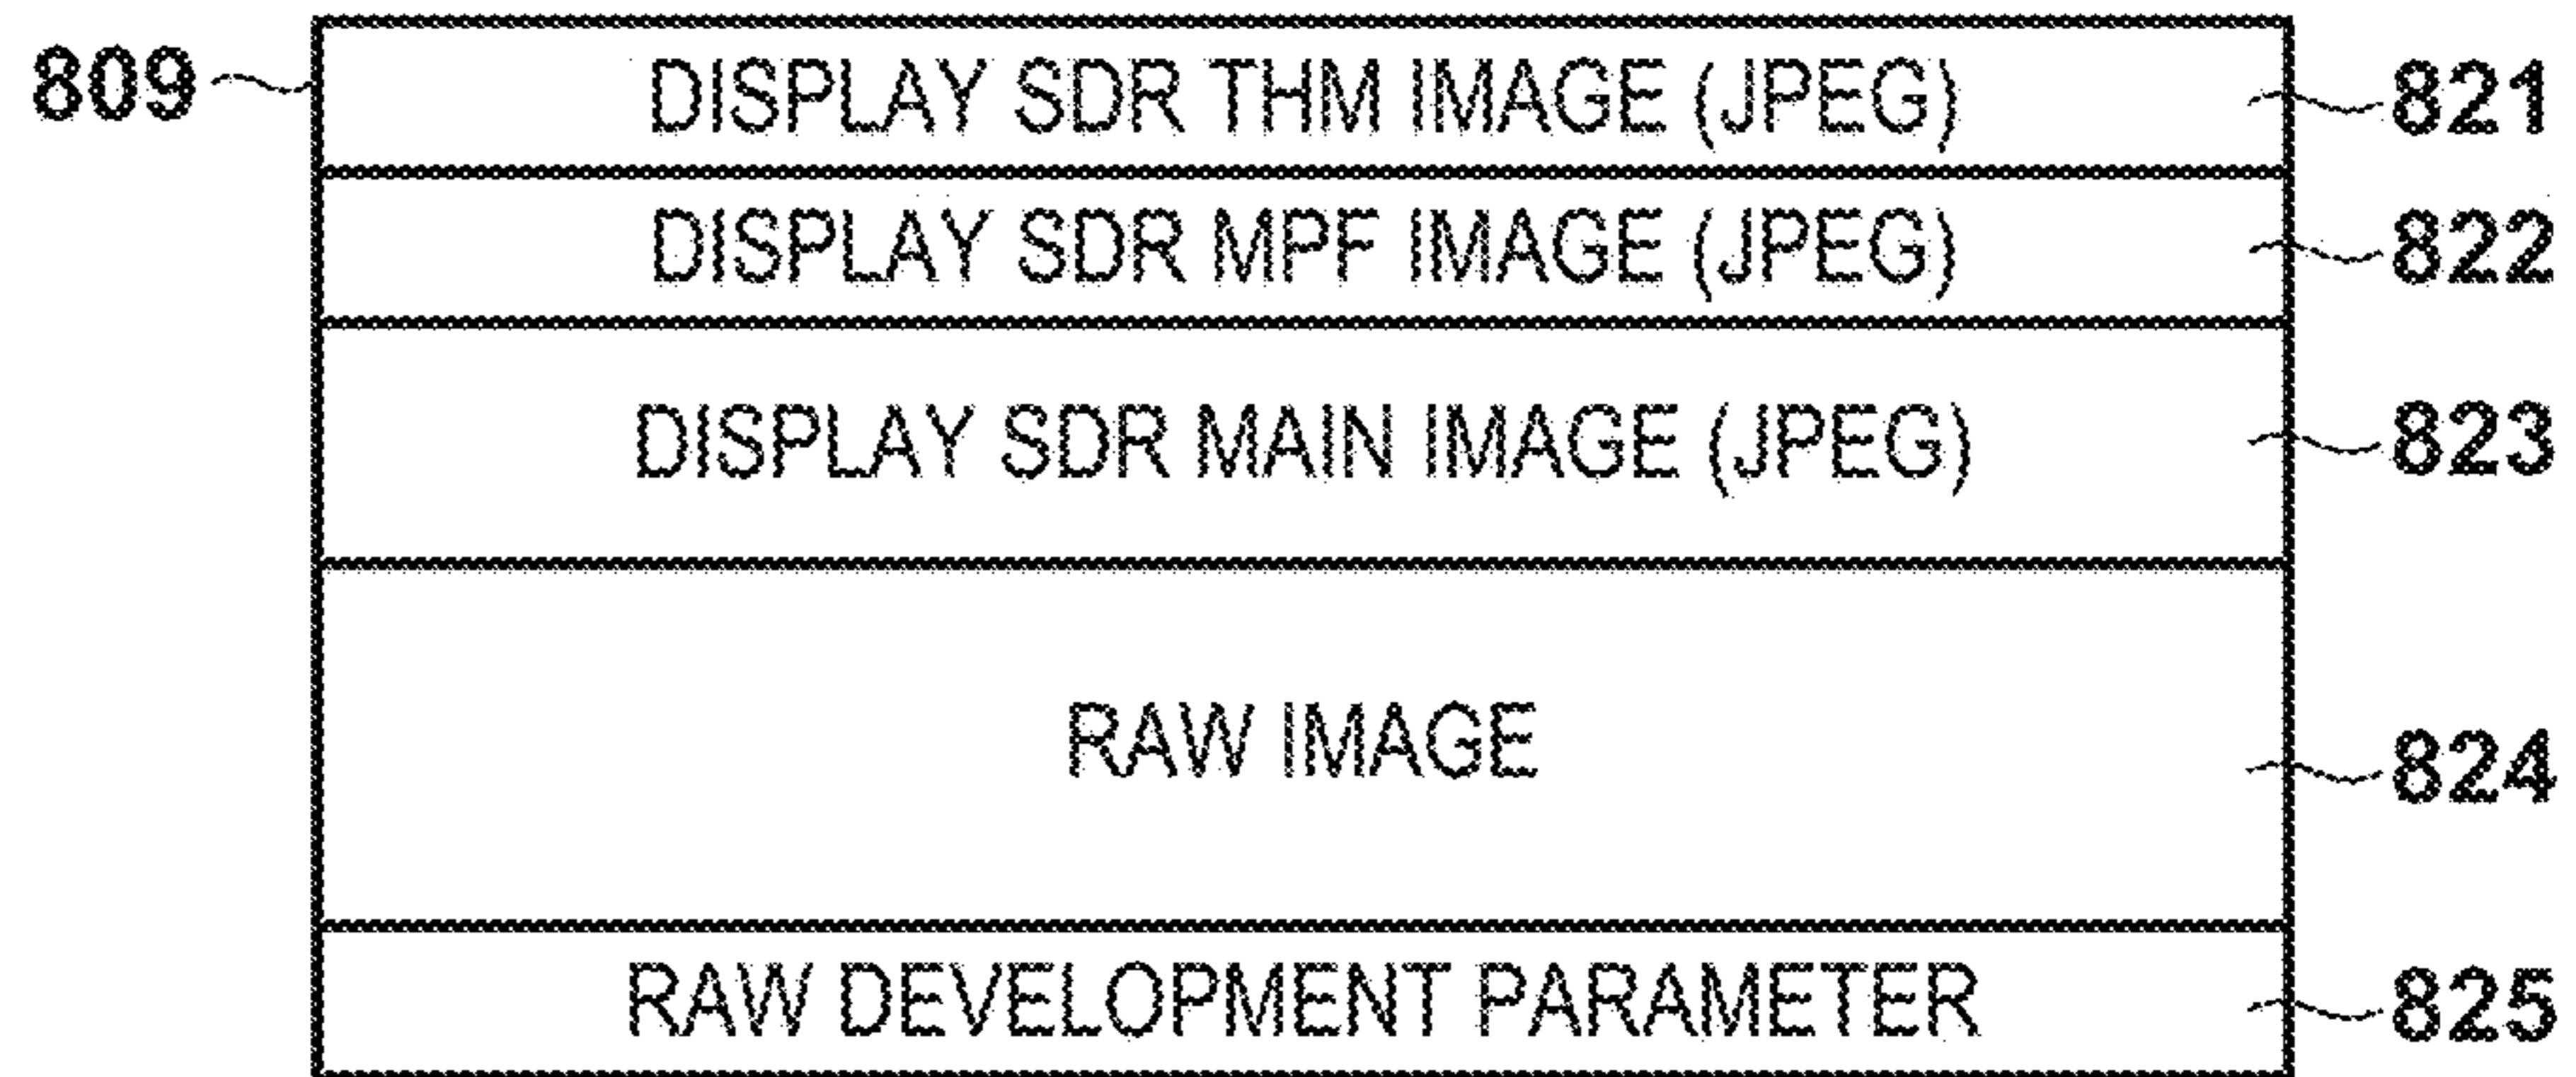 809 DISPLAY SDR THM IMAGE (JPEG) 821
DISPLAY SDR MPF IMAGE (JPEG) 822
DISPLAY SDR MAIN IMAGE (JPEG) 823
RAW IMAGE 824
RAW DEVELOPMENT PARAMETER 825